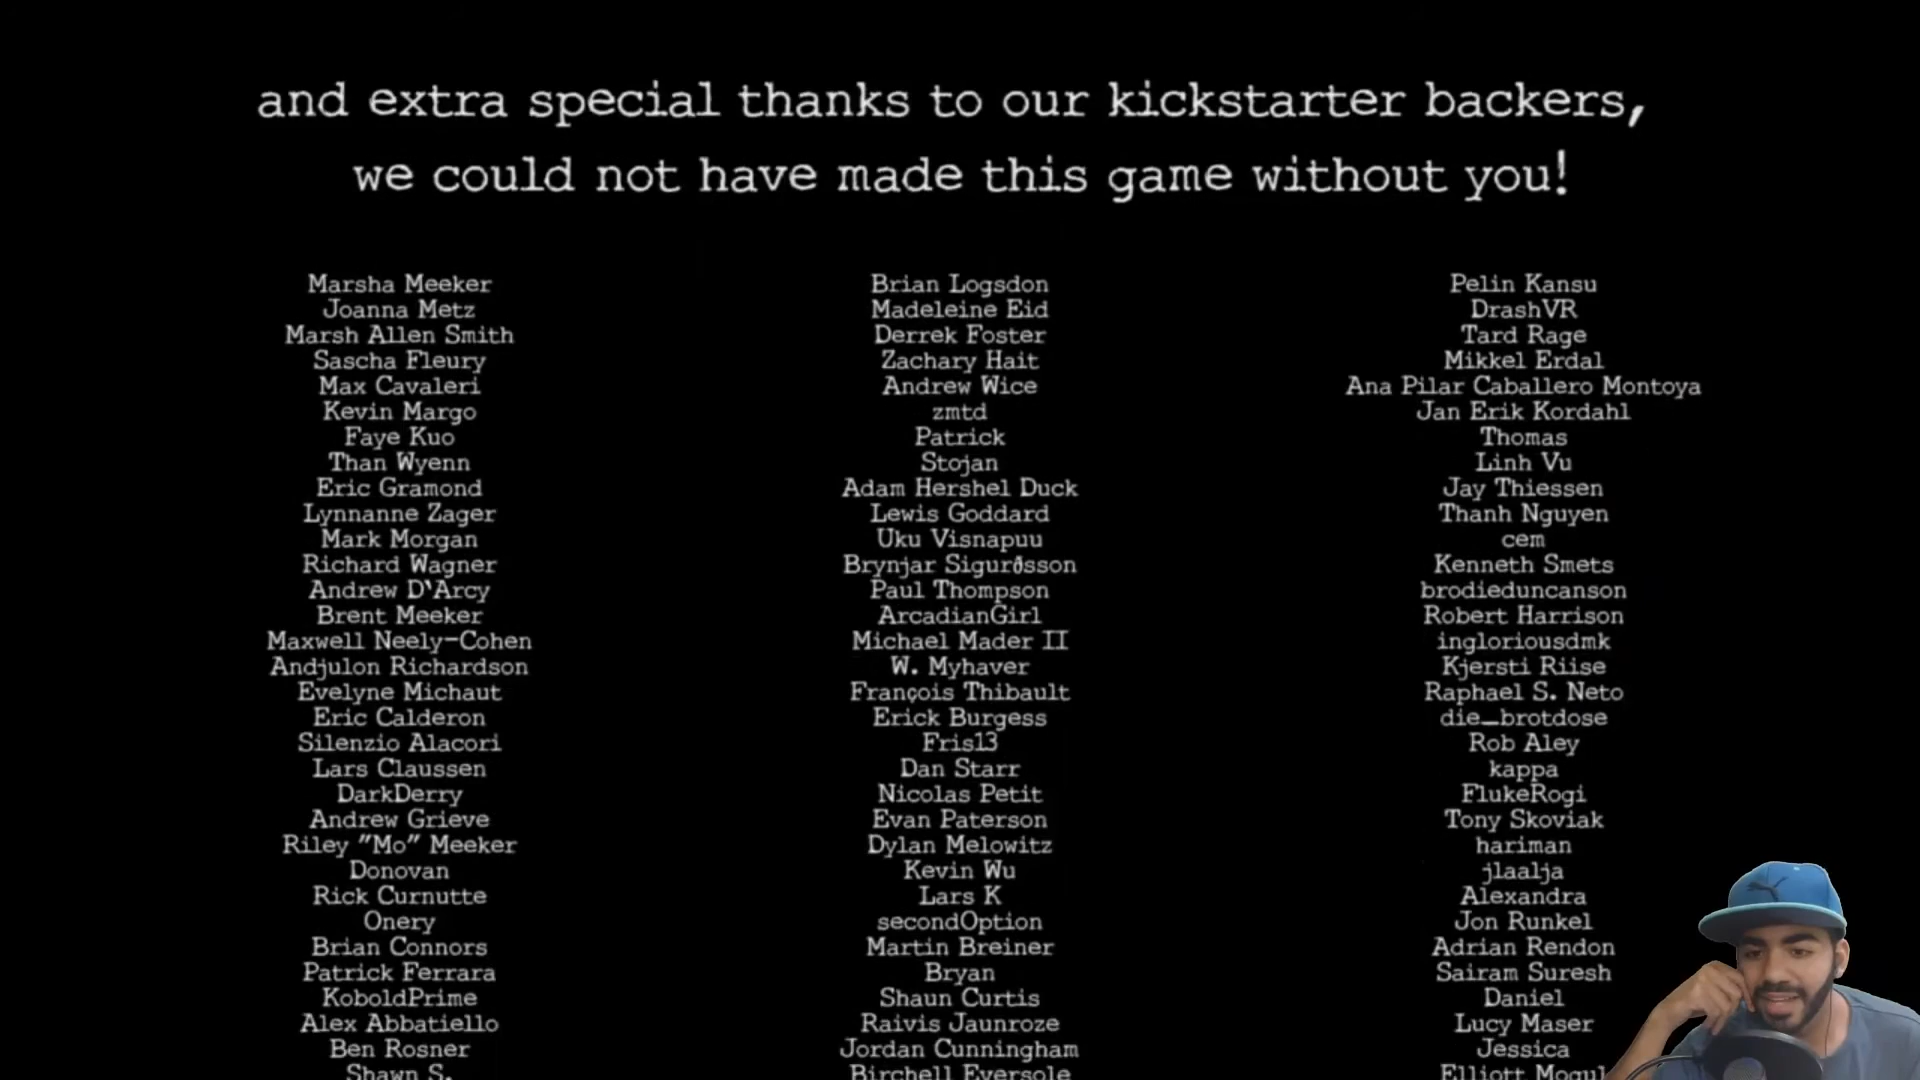 and extra special thanks to our kickstarter backers,
we could not have made this game without you!
Marsha Meeker
Joanna Metz
Marsh Allen Smith
Sascha Fleury
Max Cavaleri
Kevin Margo
Faye Kuo
Than Wyenn
Eric Gramond
Lynnanne Zager
Mark Morgan
Richard Wagner
Andrew D‛Arcy
Brent Meeker
Maxwell Neely-Cohen
Andjulon Richardson
Evelyne Michaut
Eric Calderon
Silenzio Alacori
Lars Claussen
DarkDerry
Andrew Grieve
Riley "Mo" Meeker
Donovan
Rick Curnutte
Onery
Brian Connors
Patrick Ferrara
KoboldPrime
Alex Abbatiello
Ben Rosner
Shawn S.
Brian Logsdon
Madeleine Eid
Derrek Foster
Zachary Hait
Andrew Wice
zmtd
Patrick
Stojan
Adam Hershel Duck
Lewis Goddard
Uku Visnapuu
Brynjar Sigurðsson
Paul Thompson
ArcadianGirl
Michael Mader II
W. Myhaver
François Thibault
Erick Burgess
Fris13
Dan Starr
Nicolas Petit
Evan Paterson
Dylan Melowitz
Kevin Wu
Lars K
secondOption
Martin Breiner
Bryan
Shaun Curtis
Raivis Jaunroze
Jordan Cunningham
Birchell Eversole
Pelin Kansu
DrashVR
Tard Rage
Mikkel Erdal
Ana Pilar Caballero Montoya
Jan Erik Kordahl
Thomas
Linh Vu
Jay Thiessen
Thanh Nguyen
cem
Kenneth Smets
brodieduncanson
Robert Harrison
ingloriousdmk
Kjersti Riise
Raphael S. Neto
die_brotdose
Rob Aley
kappa
FlukeRogi
Tony Skoviak
hariman
jlaalja
Alexandra
Jon Runkel
Adrian Rendon
Sairam Suresh
Daniel
Lucy Maser
Jessica
Elliott